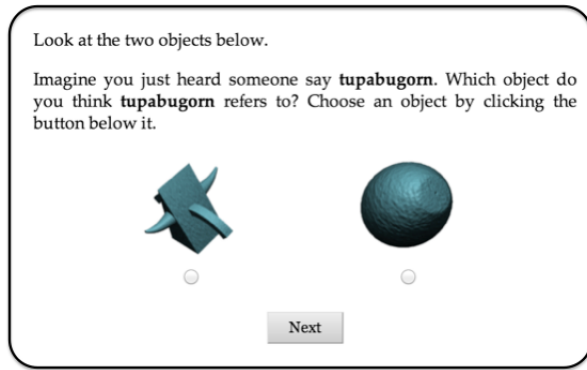 Look at the two objects below.
Imagine you just heard someone say tupabugorn. Which object do
you think tupabugorn refers to? Choose an object by clicking the
button below it.
Next